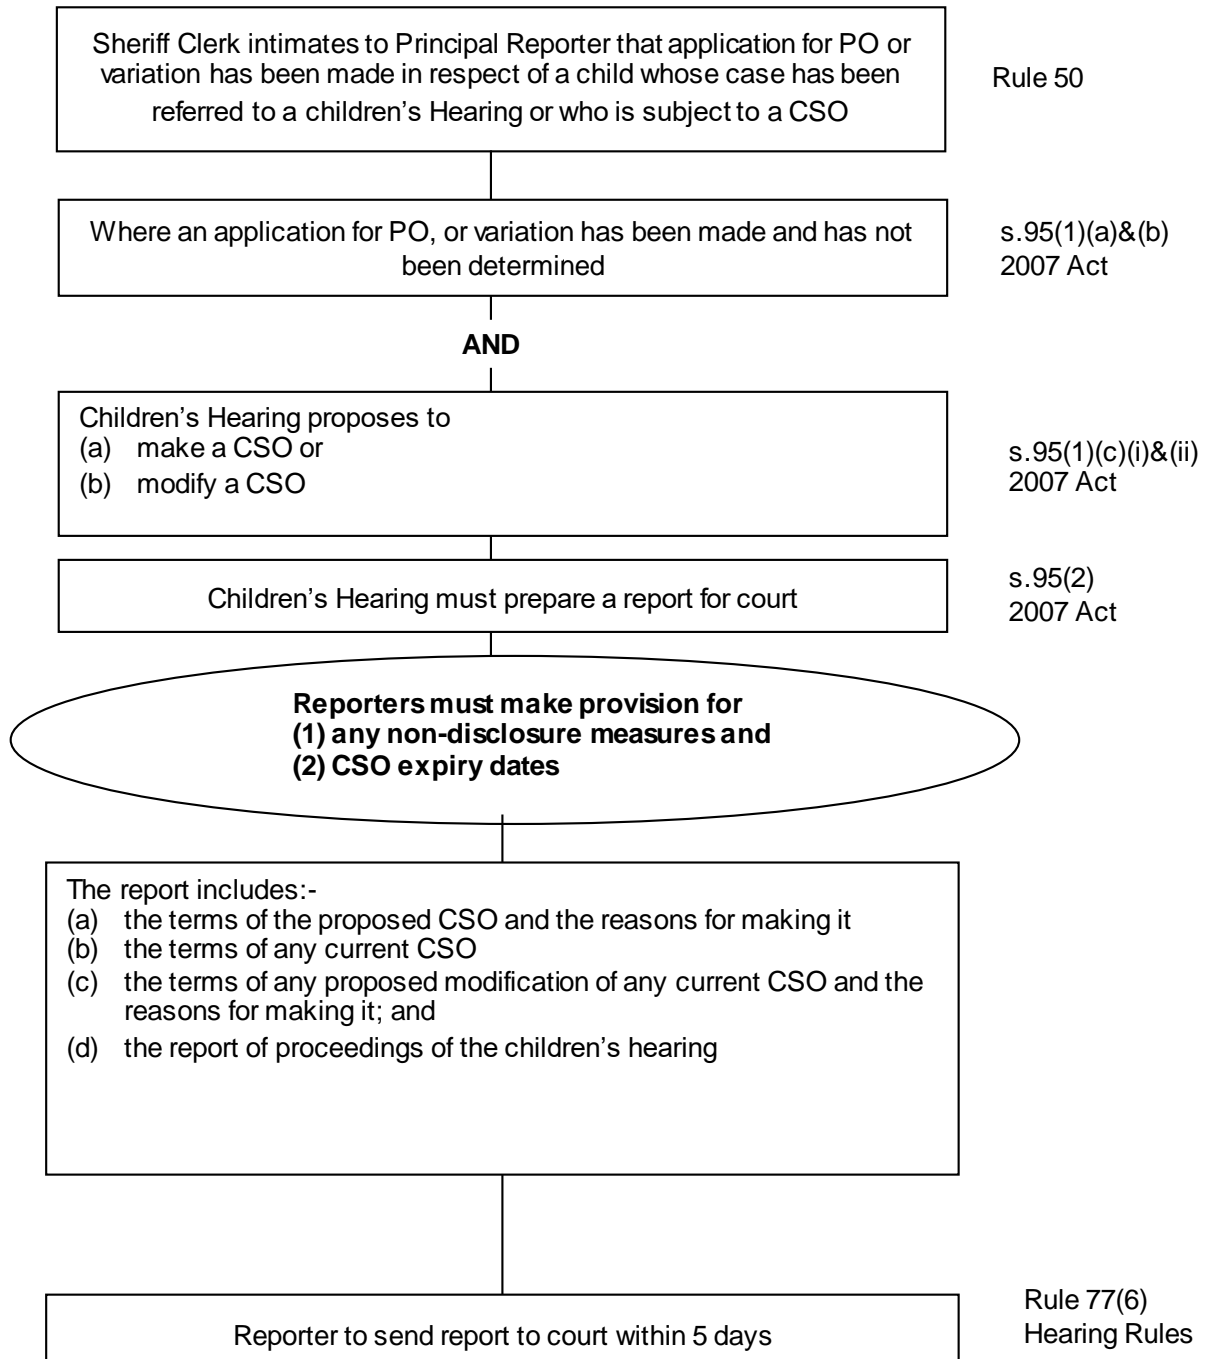 Sheriff Clerk intimates to Principal Reporter that application for PO or
variation has been made in respect of a child whose case has been
referred to a children's Hearing or who is subject to a CSO
Rule 50
Where an application for PO, or variation has been made and has not
been determined
s.95(1)(a)&(b)
2007 Act
AND
Children's Hearing proposes to
(a) make a CSO or
(b) modify a CSO
s.95(1)(c)(i)&(ii)
2007 Act
Children's Hearing must prepare a report for court
s.95(2)
2007 Act
Reporters must make provision for
(1) any non-disclosure measures and
(2) CSO expiry dates
The report includes:-
(a) the terms of the proposed CSO and the reasons for making it
(b) the terms of any current CSO
(c) the terms of any proposed modification of any current CSO and the
reasons for making it; and
(d) the report of proceedings of the children's hearing
Reporter to send report to court within 5 days
Rule 77(6)
Hearing Rules